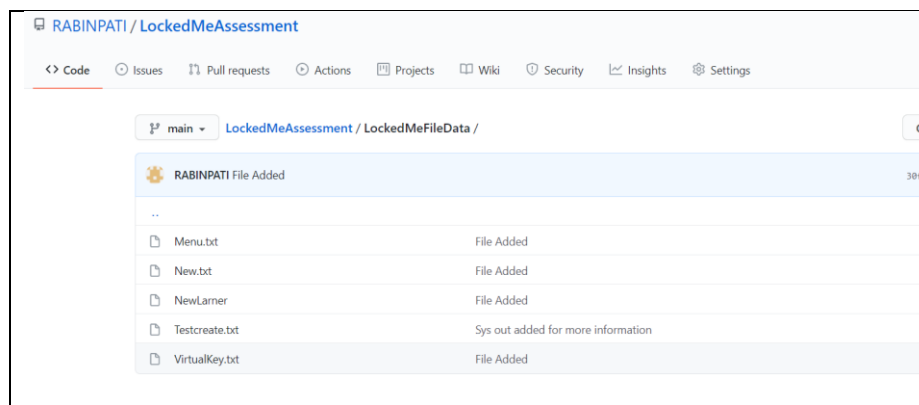 RABINPATI / LockedMeAssessment
<> Code Issues Pull requests Actions Projects Wiki Security Insights Settings
main LockedMeAssessment / LockedMeFileData /
RABINPATI File Added
..
Menu.txt File Added
New.txt File Added
NewLarner File Added
Testcreate.txt Sys out added for more information
VirtualKey.txt File Added